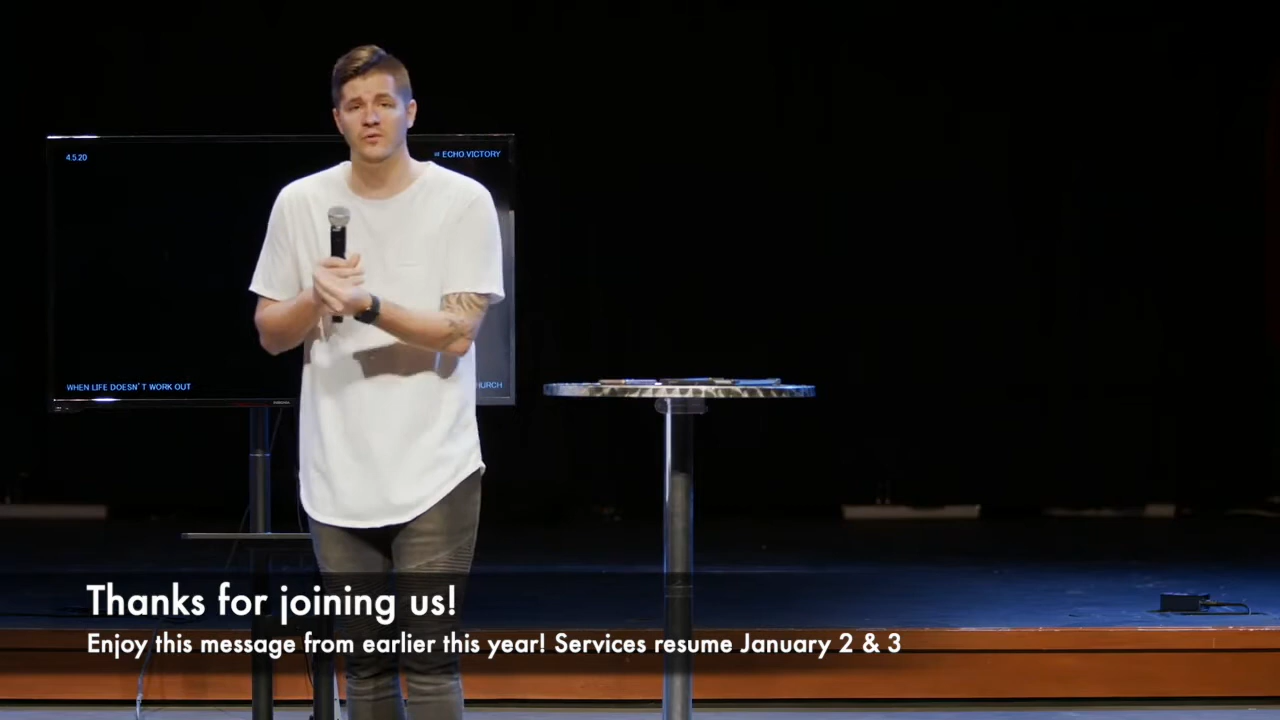 4.5.20
ECHO VICTORY
WHEN LIFE DOESN'T WORK OUT
Thanks for joining us!
Enjoy this message from earlier this year! Services resume January 2 & 3